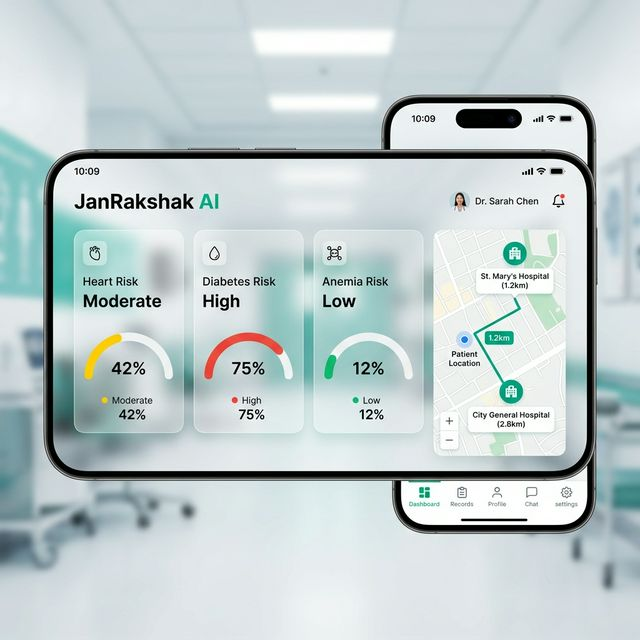 10:09
10:09
JanRakshak AI
Dr. Sarah Chen
Heart Risk
Moderate
42%
Moderate
42%
Diabetes Risk
High
75%
High
75%
Anemia Risk
Low
12%
Low
12%
St. Mary's Hospital
(1.2km)
1.2km
Patient
Location
City General Hospital
(2.8km)
+
−
Dashboard
Records
Profile
Chat
settings